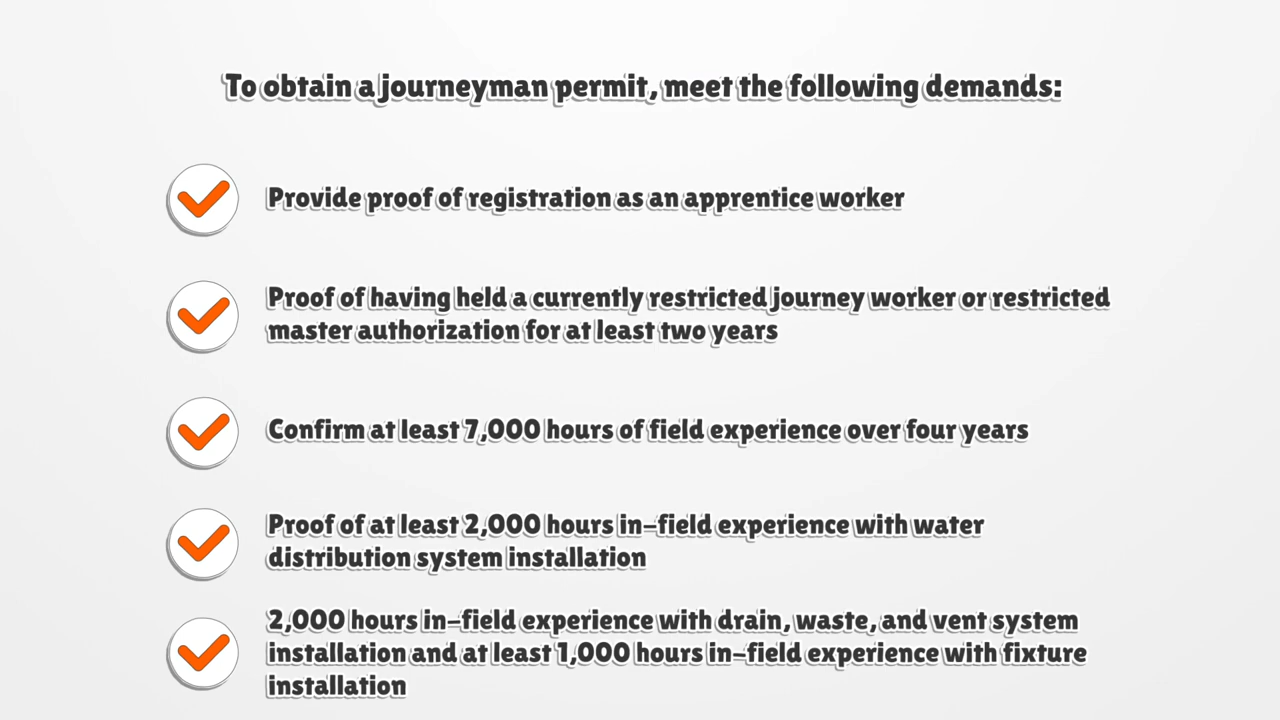 To obtain a journeyman permit, meet the following demands:
Provide proof of registration as an apprentice worker
Proof of having held a currently restricted journey worker or restricted
master authorization for at least two years
Confirm at least 7,000 hours of field experience over four years
Proof of at least 2,000 hours in-field experience with water
distribution system installation
2,000 hours in-field experience with drain, waste, and vent system
installation and at least 1,000 hours in-field experience with fixture
installation